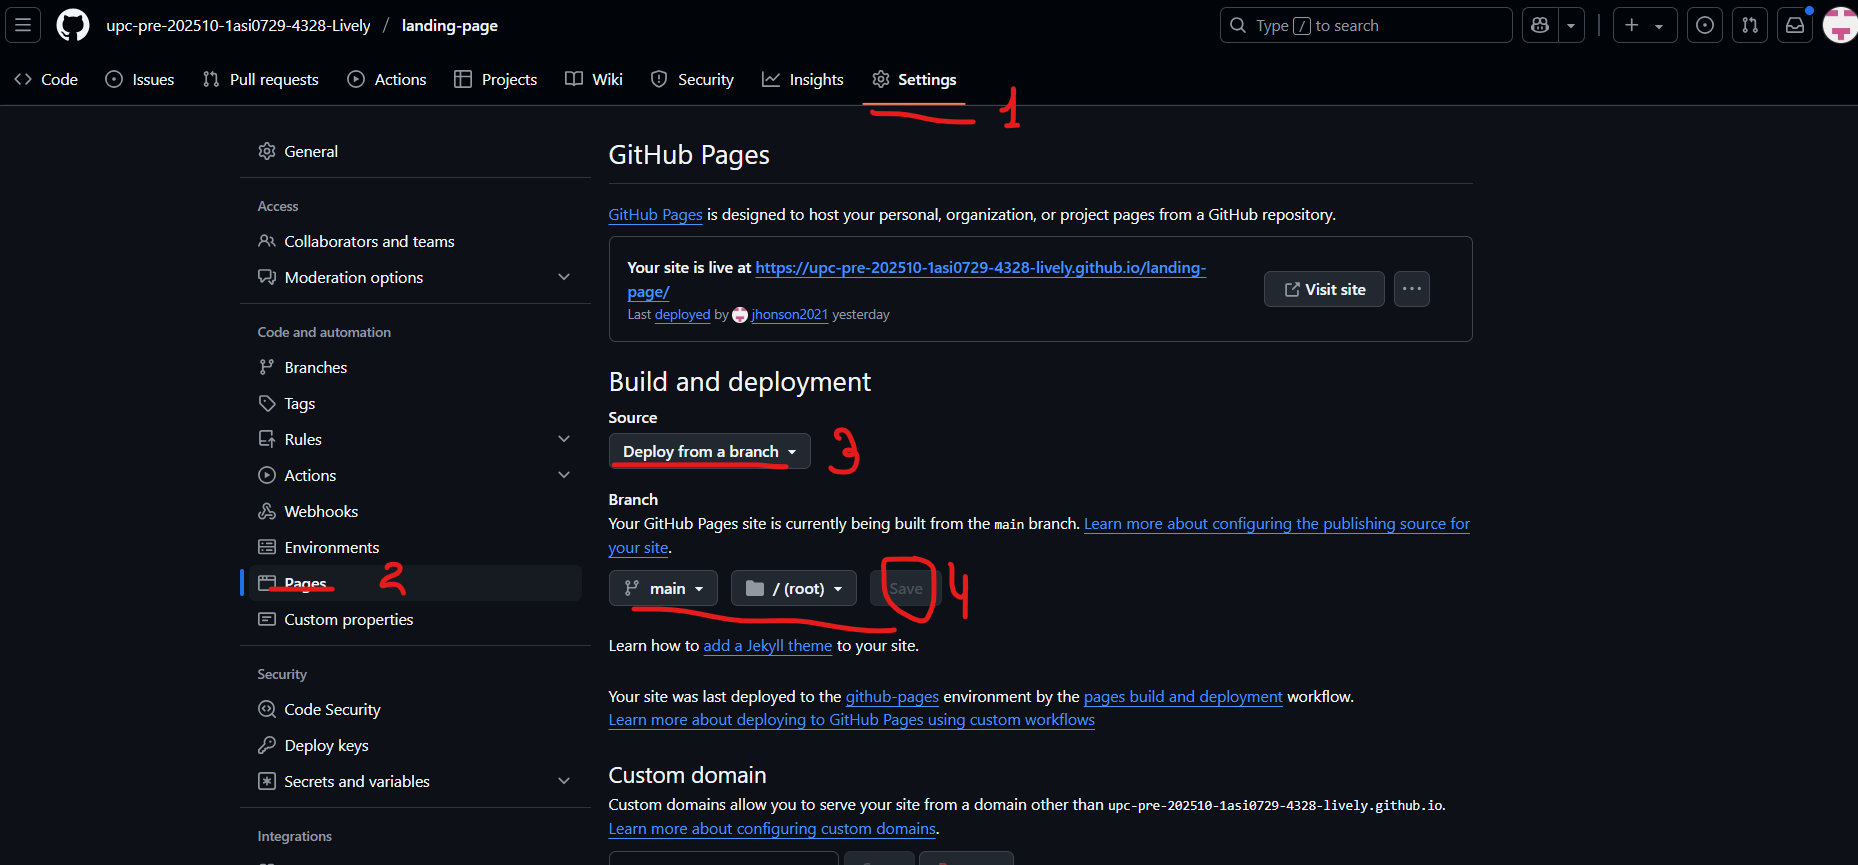 upc-pre-202510-1asi0729-4328-Lively / landing-page
Type / to search
Code Issues Pull requests Actions Projects Wiki Security Insights Settings
1
General
Access
Collaborators and teams
Moderation options
Code and automation
Branches
Tags
Rules
Actions
Webhooks
Environments
Pages
2
Custom properties
Security
Code Security
Deploy keys
Secrets and variables
Integrations
GitHub Pages
GitHub Pages is designed to host your personal, organization, or project pages from a GitHub repository.
Your site is live at https://upc-pre-202510-1asi0729-4328-lively.github.io/landing-
page/
Last deployed by jhonson2021 yesterday
Visit site
Build and deployment
Source
Deploy from a branch
3
Branch
Your GitHub Pages site is currently being built from the main branch. Learn more about configuring the publishing source for
your site.
main / (root) Save
4
Learn how to add a Jekyll theme to your site.
Your site was last deployed to the github-pages environment by the pages build and deployment workflow.
Learn more about deploying to GitHub Pages using custom workflows
Custom domain
Custom domains allow you to serve your site from a domain other than upc-pre-202510-1asi0729-4328-lively.github.io.
Learn more about configuring custom domains.